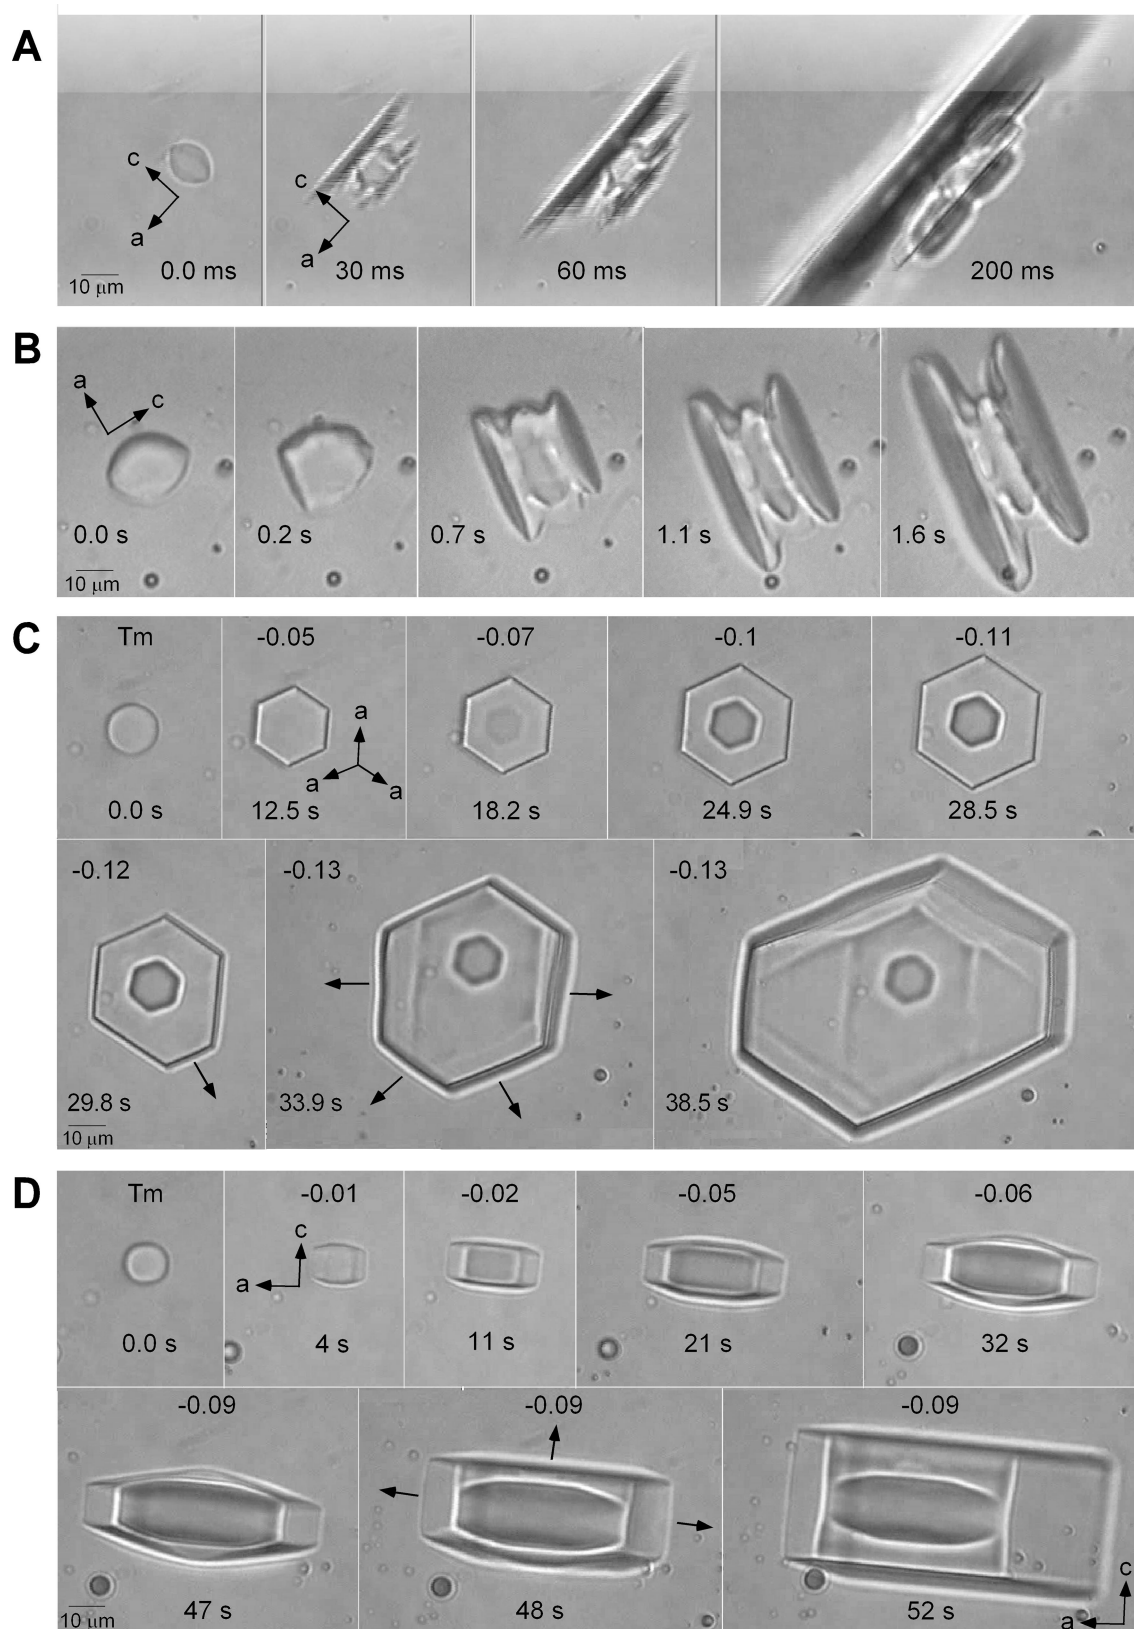 A
c
a
c
a
10 μm
0.0 ms
30 ms
60 ms
200 ms
B
a
c
0.0 s
0.2 s
0.7 s
1.1 s
1.6 s
10 μm
C
Tm
-0.05
-0.07
-0.1
-0.11
a
a
a
0.0 s
12.5 s
18.2 s
24.9 s
28.5 s
-0.12
-0.13
-0.13
29.8 s
33.9 s
38.5 s
10 μm
D
Tm
-0.01
-0.02
-0.05
-0.06
c
a
0.0 s
4 s
11 s
21 s
32 s
-0.09
-0.09
-0.09
47 s
48 s
52 s
10 μm
c
a